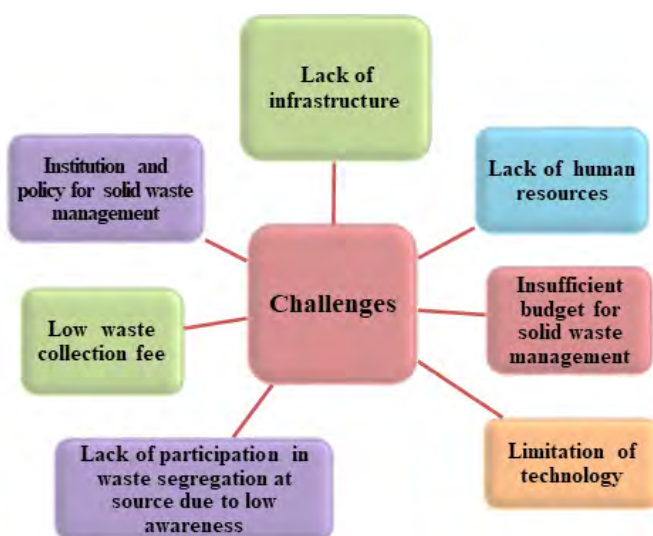 Lack of
infrastructure
Institution and
policy for solid waste
management
Lack of human
resources
Challenges
Low waste
collection fee
Insufficient
budget for
solid waste
management
Lack of participation in
waste segregation at
source due to low
awareness
Limitation of
technology